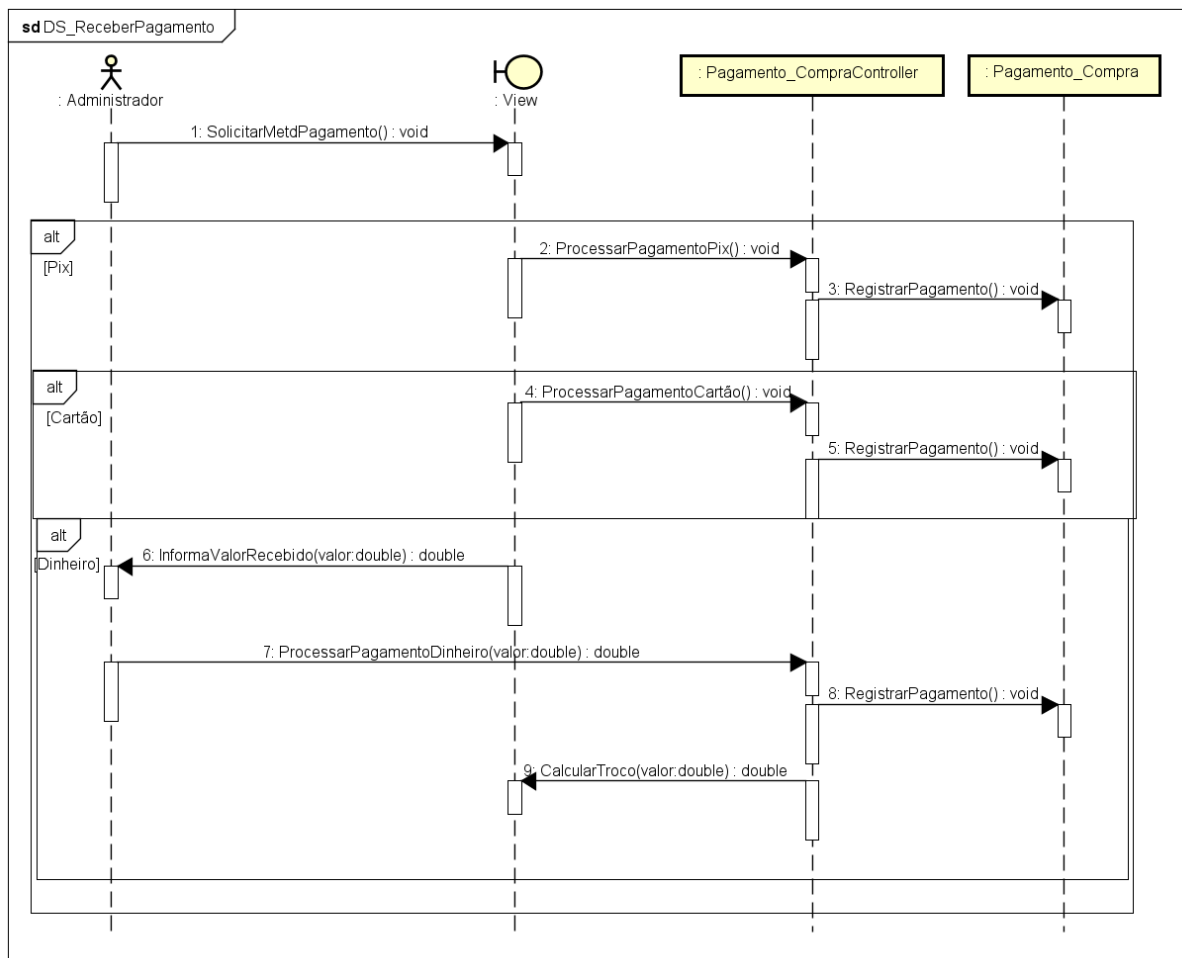 sd DS_ReceberPagamento
: Administrador
: View
: Pagamento_CompraController
: Pagamento_Compra
1: SolicitarMetdPagamento() : void
alt
[Pix]
2: ProcessarPagamentoPix() : void
3: RegistrarPagamento() : void
alt
[Cartão]
4: ProcessarPagamentoCartão() : void
5: RegistrarPagamento() : void
alt
[Dinheiro]
6: InformaValorRecebido(valor:double) : double
7: ProcessarPagamentoDinheiro(valor:double) : double
8: RegistrarPagamento() : void
9: CalcularTroco(valor:double) : double